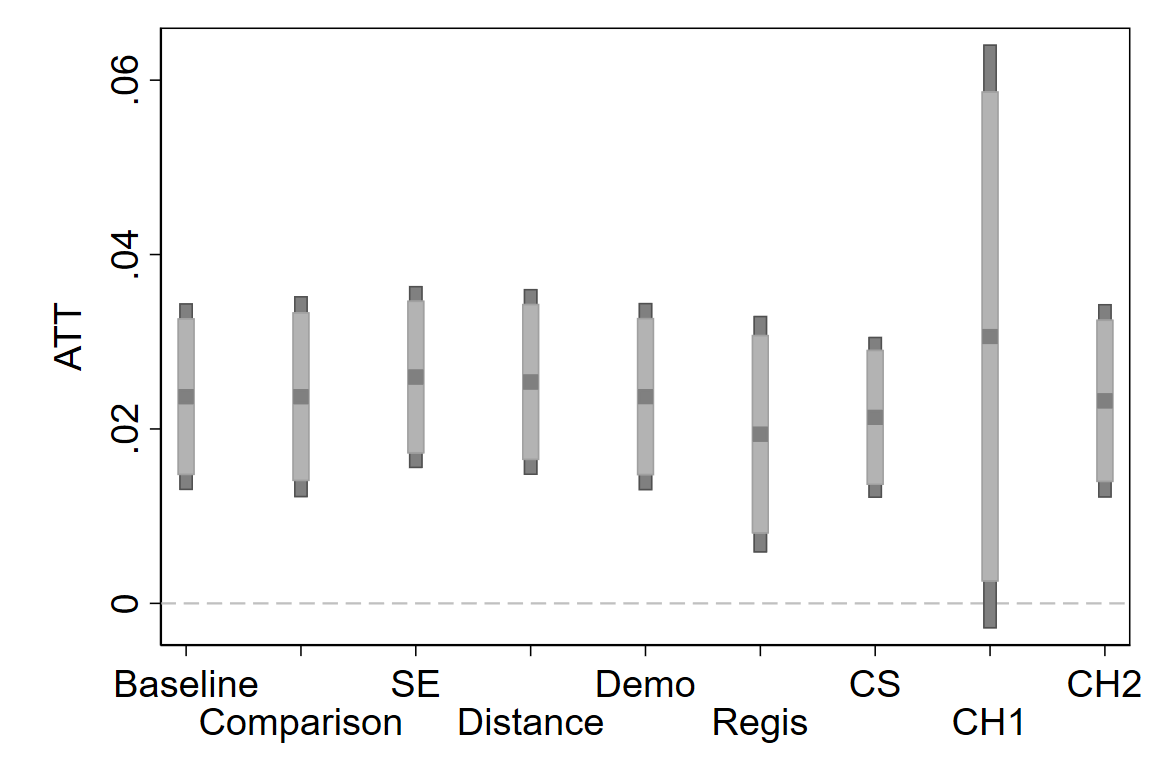 ATT
.06
.04
.02
0
Baseline
Comparison
SE
Distance
Demo
Regis
CS
CH1
CH2